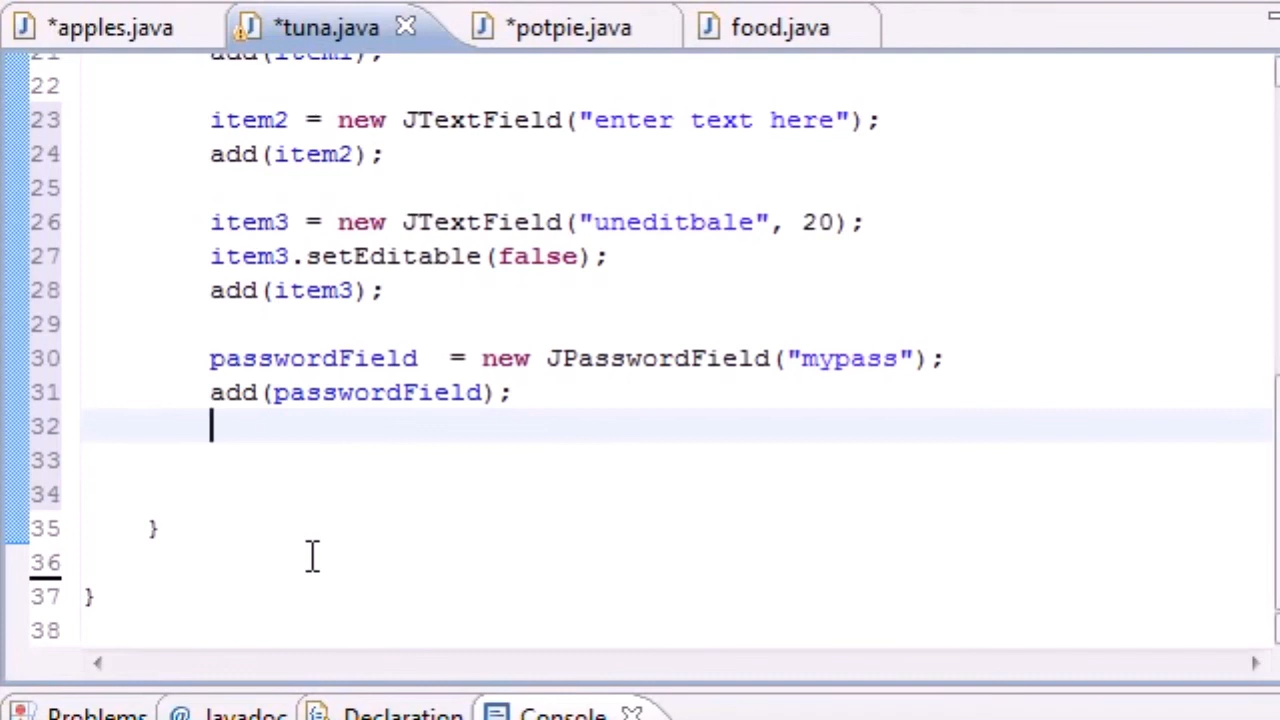 *apples.java *tuna.java *potpie.java food.java
21 add(item1);
22
23 item2 = new JTextField("enter text here");
24 add(item2);
25
26 item3 = new JTextField("uneditbale", 20);
27 item3.setEditable(false);
28 add(item3);
29
30 passwordField  = new JPasswordField("mypass");
31 add(passwordField);
32
33
34
35 }
36
37 }
38
Problems @ Javadoc Declaration Console